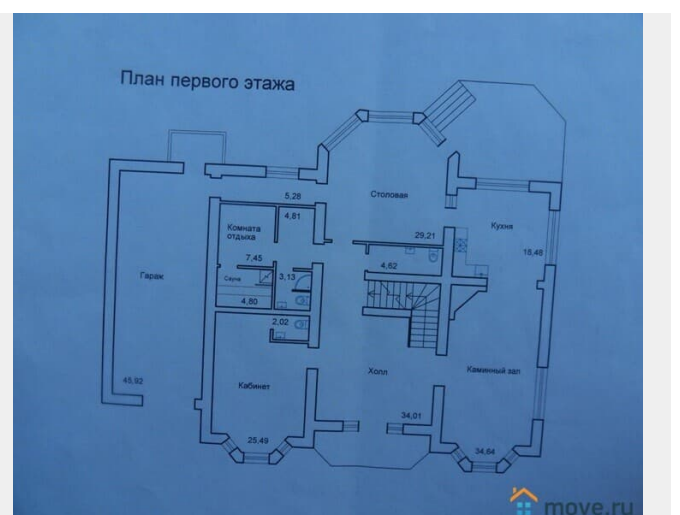 План первого этажа
5,28
Столовая
4,81
Комната
отдыха
29,21
Кухня
18,48
7,45
4,62
Гараж
Сауна
3,13
4,80
2,02
Холл
Каминный зал
45,92
Кабинет
34,01
25,49
34,64
move.ru